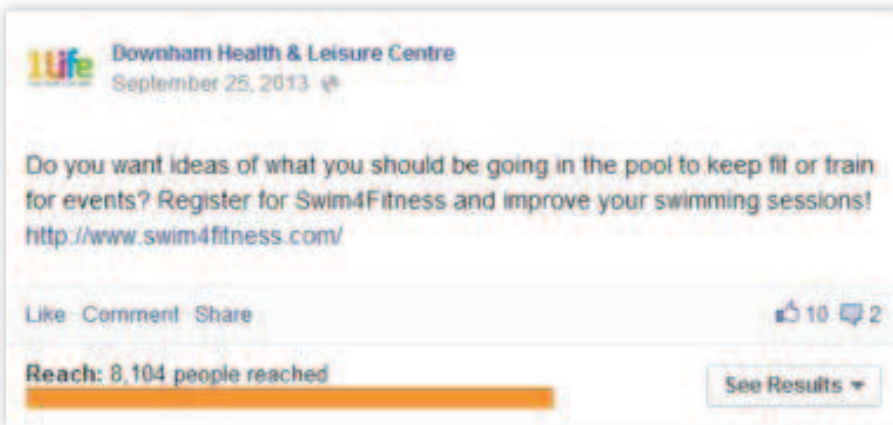 1life
Downham Health & Leisure Centre
September 25, 2013
Do you want ideas of what you should be going in the pool to keep fit or train
for events? Register for Swim4Fitness and improve your swimming sessions!
http://www.swim4fitness.com/
Like Comment Share 10 2
Reach: 8,104 people reached
See Results